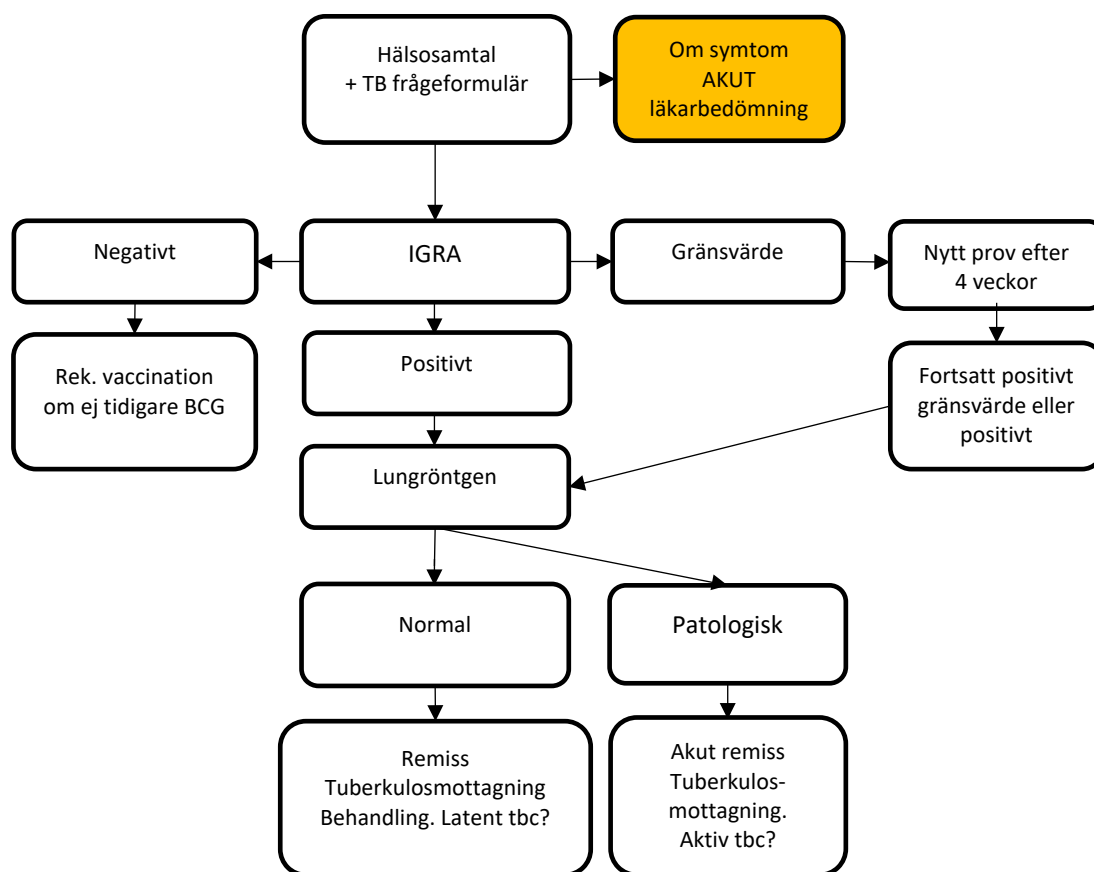 Hälsosamtal
+ TB frågeformulär
Om symtom
AKUT
läkarbedömning
Negativt
IGRA
Gränsvärde
Nytt prov efter
4 veckor
Rek. vaccination
om ej tidigare BCG
Positivt
Fortsatt positivt
gränsvärde eller
positivt
Lungröntgen
Normal
Patologisk
Remiss
Tuberkulosmottagning
Behandling. Latent tbc?
Akut remiss
Tuberkulos-
mottagning.
Aktiv tbc?